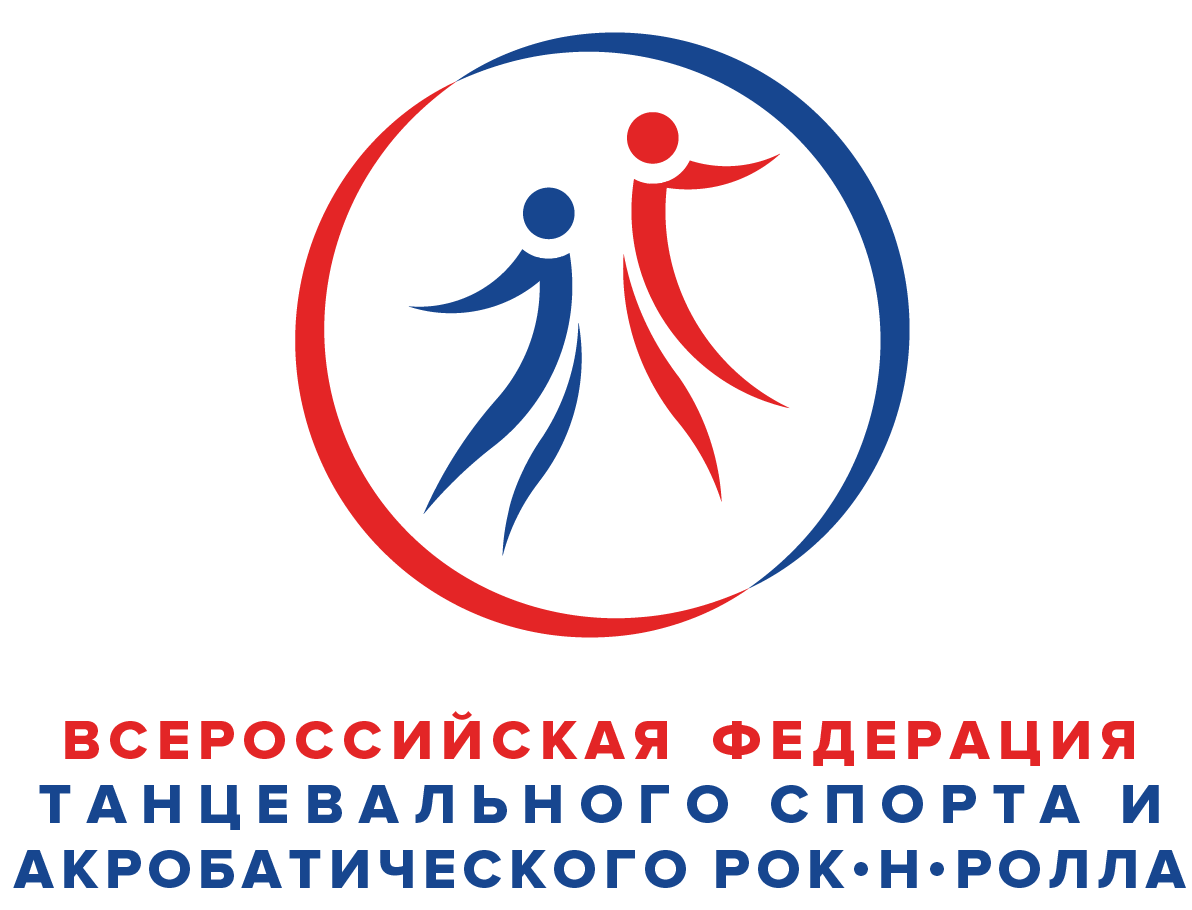 ВСЕРОССИЙСКАЯ ФЕДЕРАЦИЯ
ТАНЦЕВАЛЬНОГО СПОРТА И
АКРОБАТИЧЕСКОГО РОК•Н•РОЛЛА